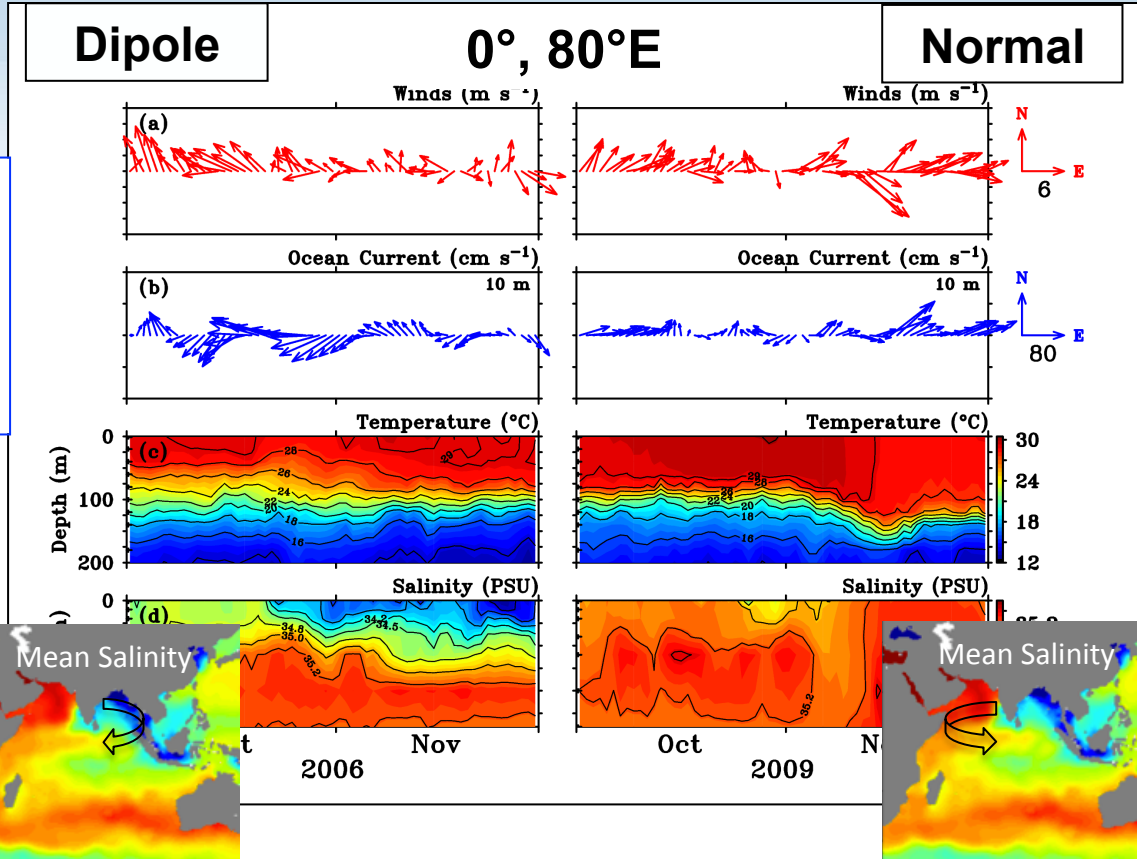 Dipole
0°, 80°E
Normal
Winds (m s⁻¹)
Winds (m s⁻¹)
(a)
N
E
6
Ocean Current (cm s⁻¹)
Ocean Current (cm s⁻¹)
(b)
10 m
10 m
N
E
80
Temperature (°C)
Temperature (°C)
(c)
0
100
200
Depth (m)
28
29
26
24
22
20
18
16
22
20
18
16
30
24
18
12
Salinity (PSU)
Salinity (PSU)
(d)
0
34.2
34.5
34.8
35.0
35.2
35.2
Mean Salinity
Mean Salinity
Nov
Oct
2006
2009